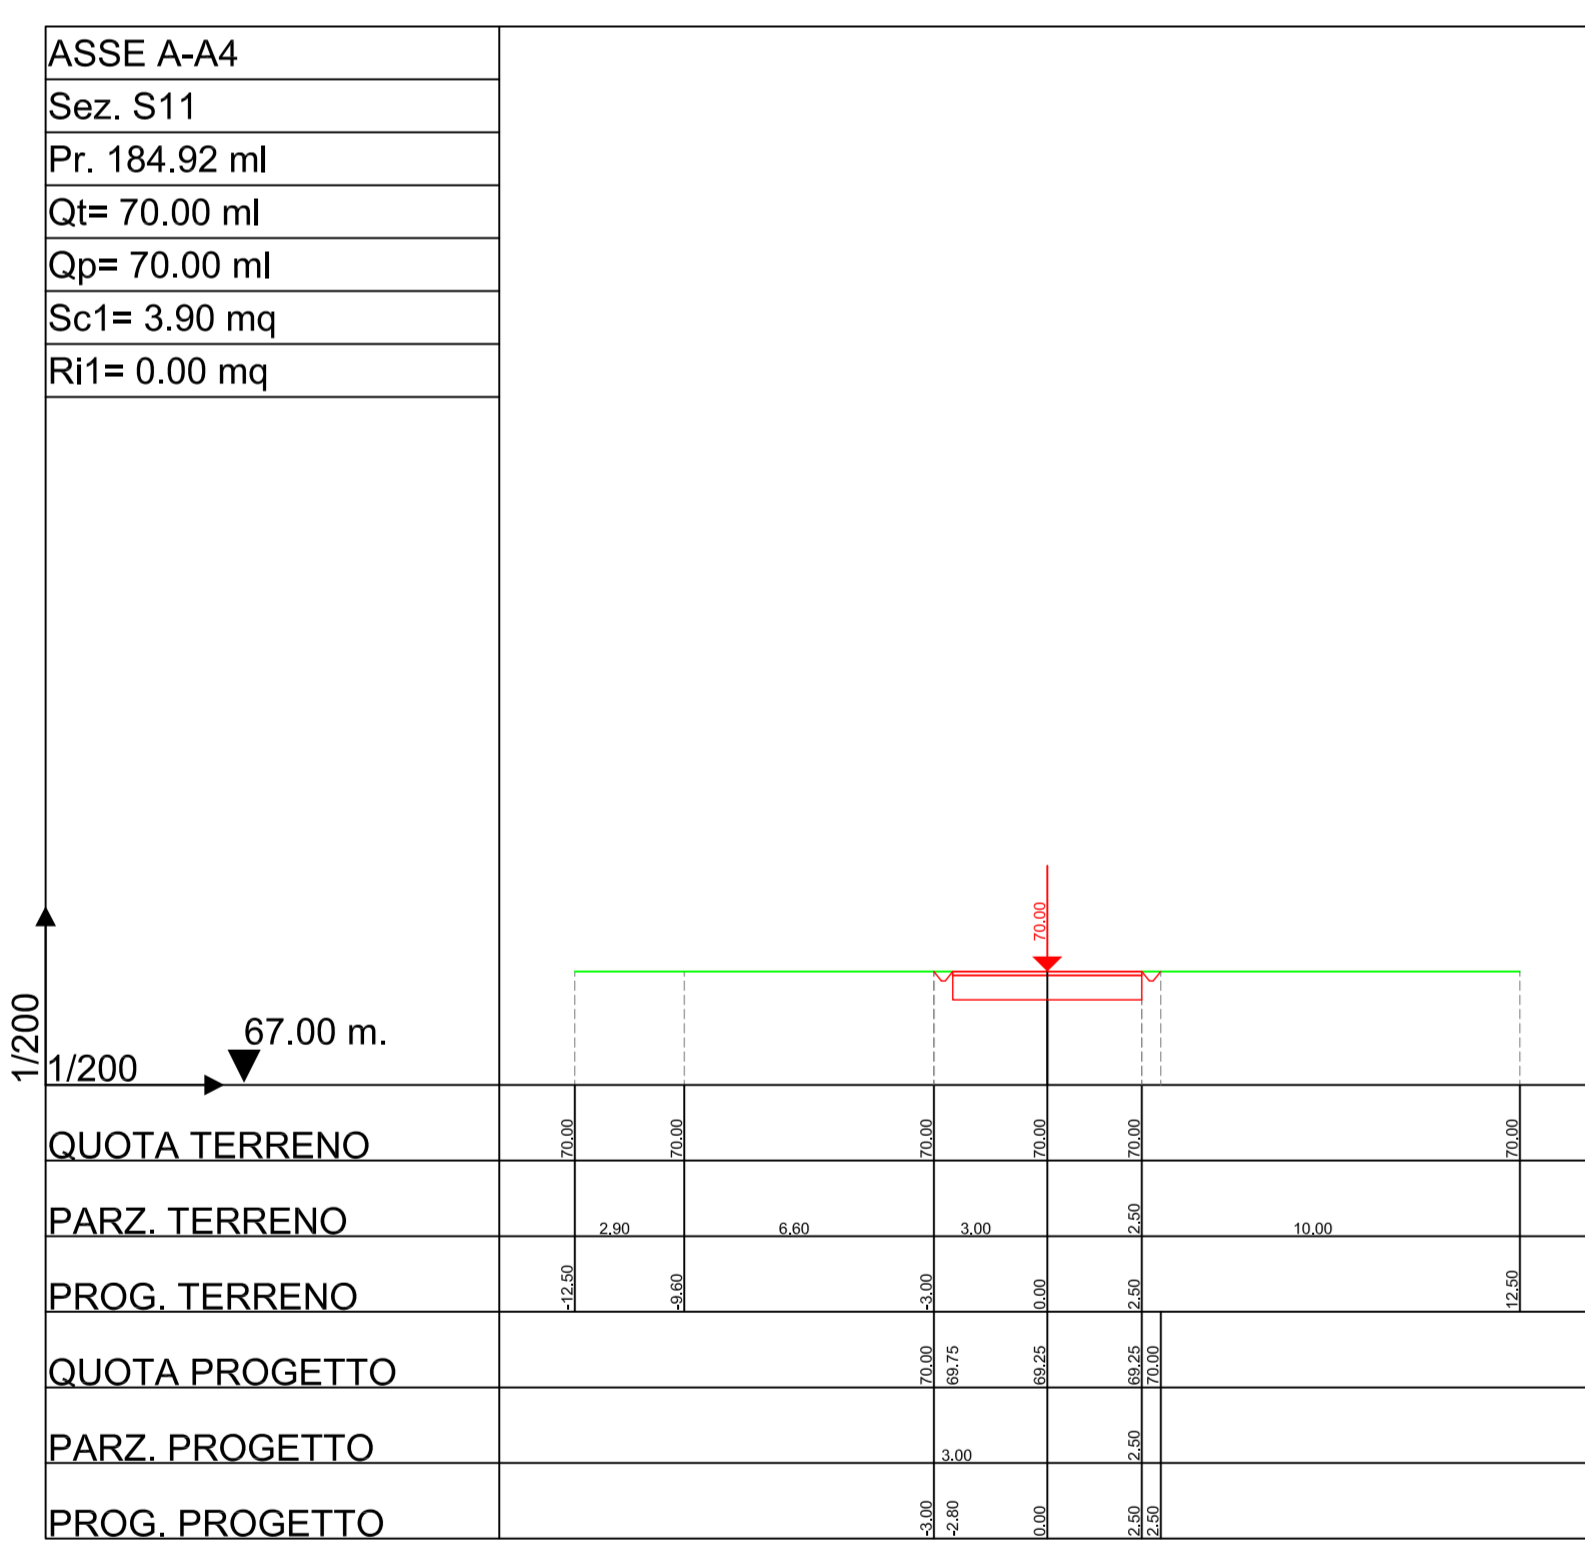 ASSE A-A4
Sez. S11
Pr. 184.92 ml
Qt= 70.00 ml
Qp= 70.00 ml
Sc1= 3.90 mq
Ri1= 0.00 mq
70.00
1/200
67.00 m.
1/200
QUOTA TERRENO 70.00 70.00 70.00 70.00 70.00 70.00
PARZ. TERRENO 2.90 6.60 3.00 2.50 10.00
PROG. TERRENO -12.50 -9.60 -3.00 0.00 2.50 12.50
QUOTA PROGETTO 70.00 69.75 69.25 69.25 70.00
PARZ. PROGETTO 3.00 2.50
PROG. PROGETTO -3.00 -2.80 0.00 2.50 2.50